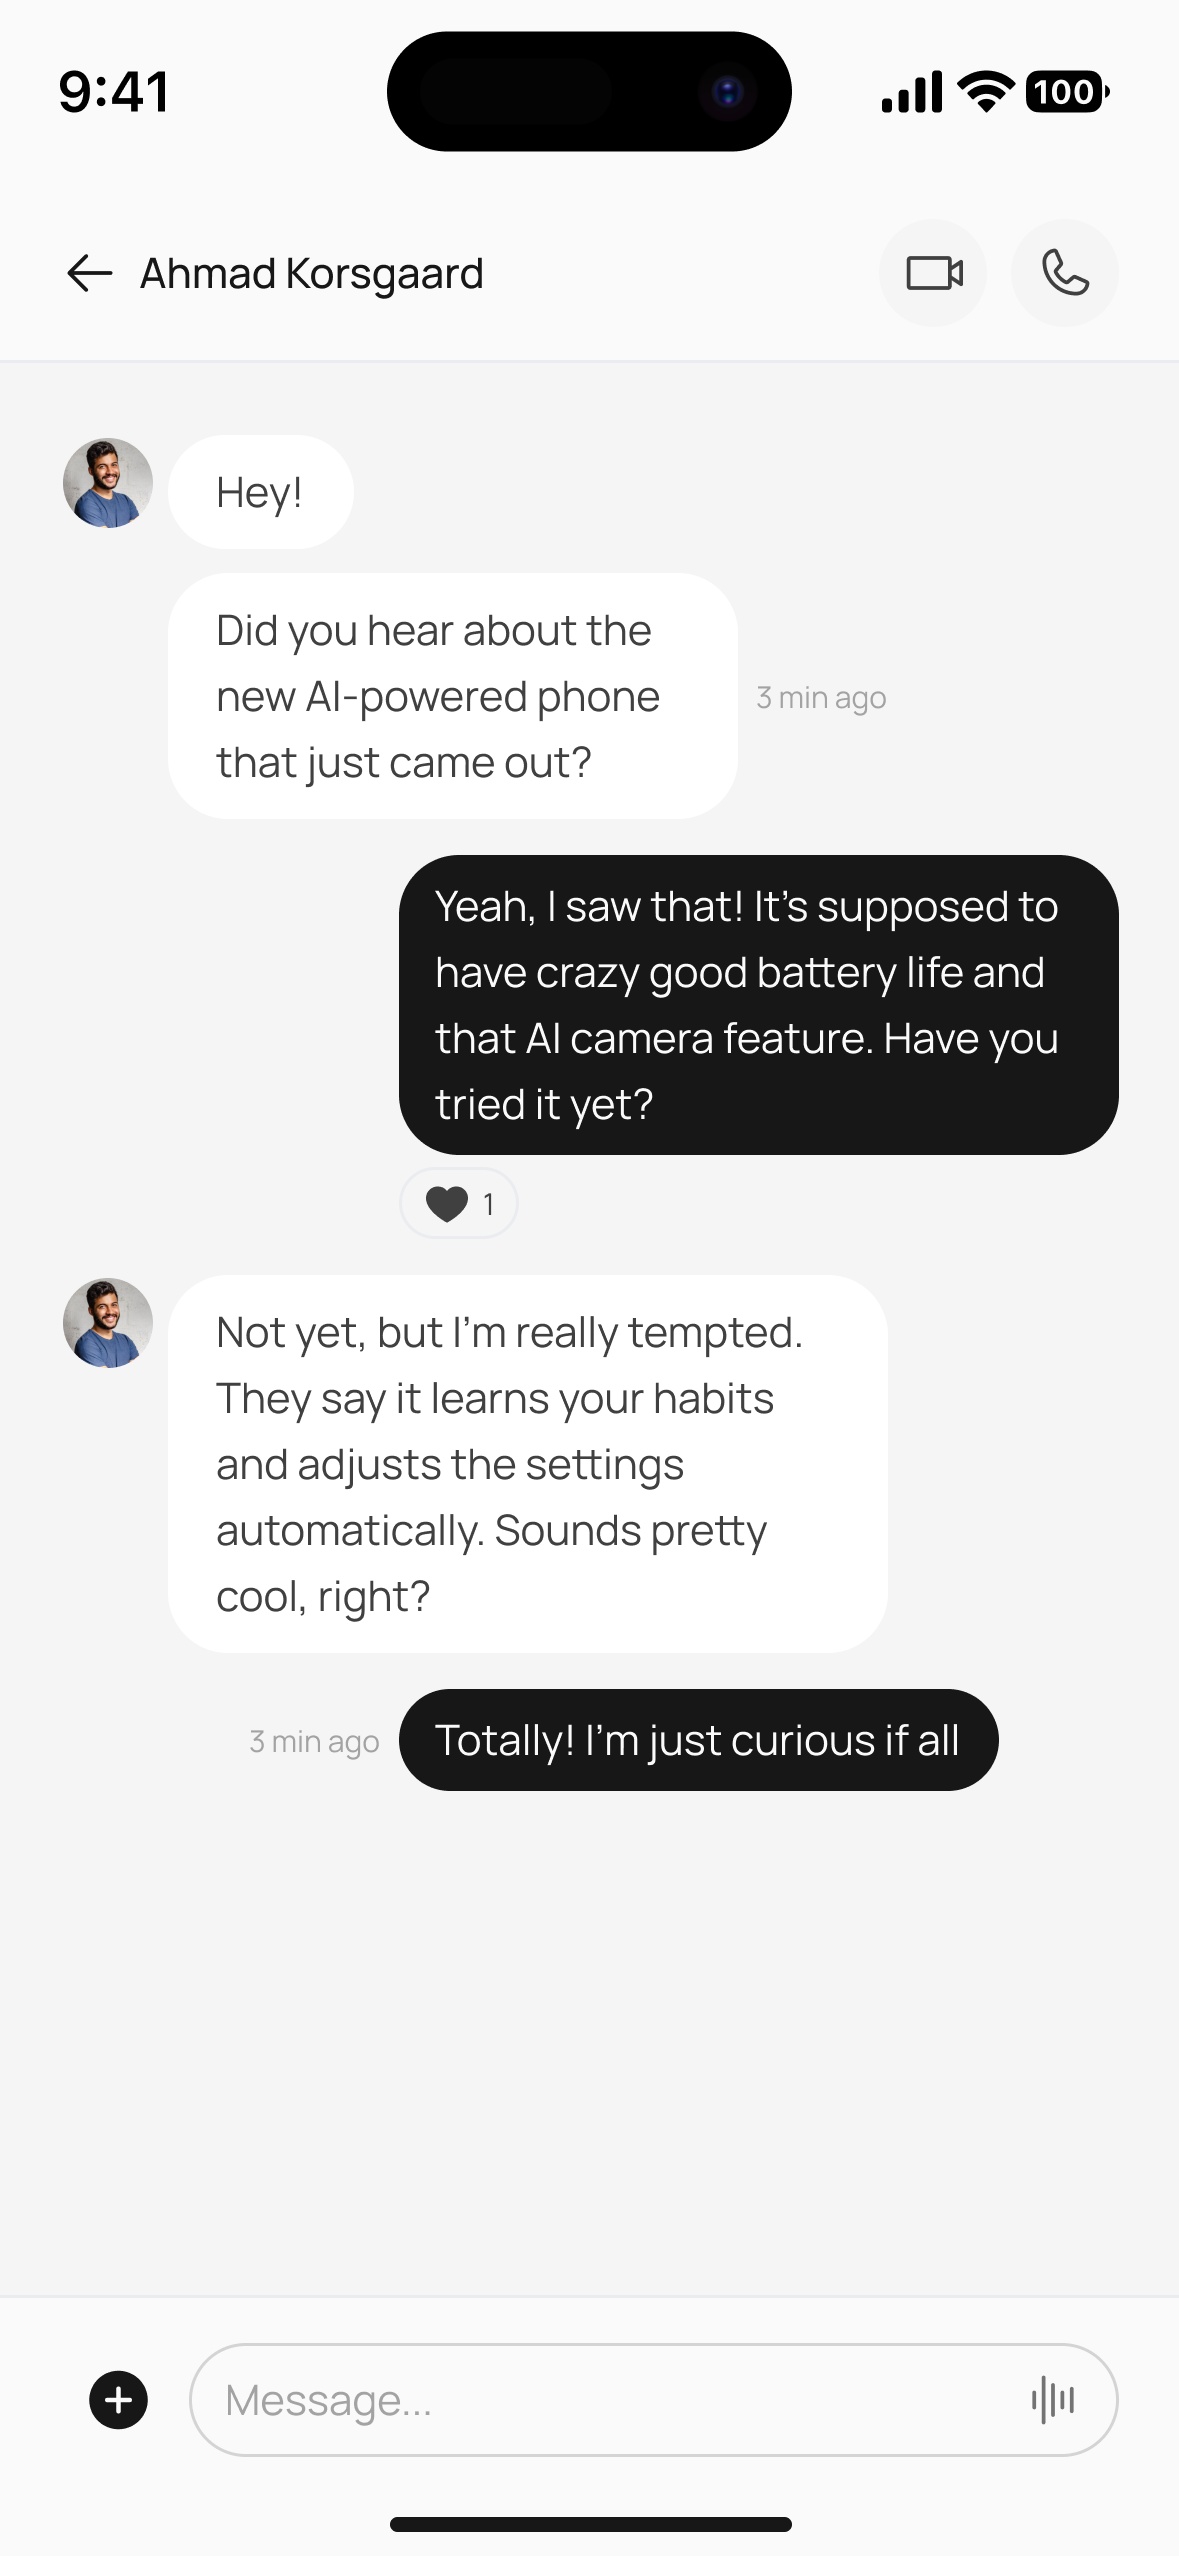 9:41
100
Ahmad Korsgaard
Hey!
Did you hear about the
new AI-powered phone
that just came out?
3 min ago
Yeah, I saw that! It’s supposed to
have crazy good battery life and
that AI camera feature. Have you
tried it yet?
1
Not yet, but I’m really tempted.
They say it learns your habits
and adjusts the settings
automatically. Sounds pretty
cool, right?
3 min ago
Totally! I’m just curious if all
Message...